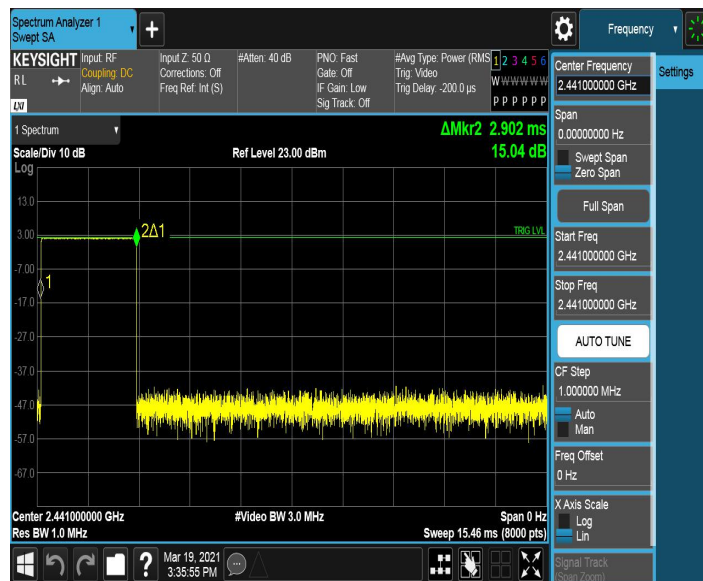 Spectrum Analyzer 1
Swept SA
+
Frequency
KEYSIGHT
RL
LXI
Input: RF
Coupling: DC
Align: Auto
Input Z: 50 Ω
Corrections: Off
Freq Ref: Int (S)
#Atten: 40 dB
PNO: Fast
Gate: Off
IF Gain: Low
Sig Track: Off
#Avg Type: Power (RMS
Trig: Video
Trig Delay: -200.0 µs
1 2 3 4 5 6
W W W W W W
P P P P P P
1 Spectrum
ΔMkr2 2.902 ms
15.04 dB
Scale/Div 10 dB
Ref Level 23.00 dBm
Log
13.0
3.00
-7.00
-17.0
-27.0
-37.0
-47.0
-57.0
-67.0
2Δ1
TRIG LVL
1
Center 2.441000000 GHz
#Video BW 3.0 MHz
Span 0 Hz
Res BW 1.0 MHz
Sweep 15.46 ms (8000 pts)
Center Frequency
2.441000000 GHz
Settings
Span
0.00000000 Hz
Swept Span
Zero Span
Full Span
Start Freq
2.441000000 GHz
Stop Freq
2.441000000 GHz
AUTO TUNE
CF Step
1.000000 MHz
Auto
Man
Freq Offset
0 Hz
X Axis Scale
Log
Lin
Signal Track
(Span Zoom)
?
Mar 19, 2021
3:35:55 PM